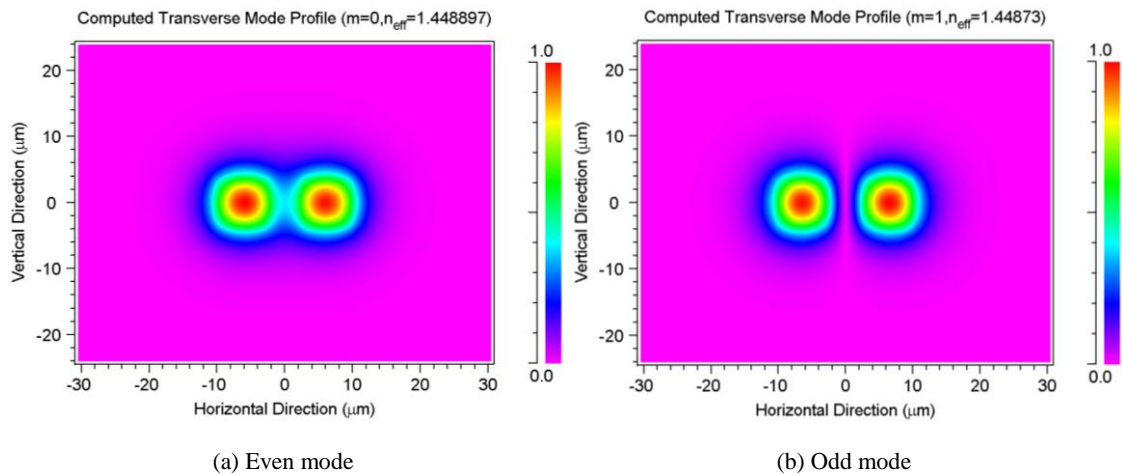 Computed Transverse Mode Profile (m=0,neff=1.448897)
1.0
20
10
0
-10
-20
Vertical Direction (μm)
0.0
-30 -20 -10 0 10 20 30
Horizontal Direction (μm)
(a) Even mode
Computed Transverse Mode Profile (m=1,neff=1.44873)
1.0
20
10
0
-10
-20
Vertical Direction (μm)
0.0
-30 -20 -10 0 10 20 30
Horizontal Direction (μm)
(b) Odd mode